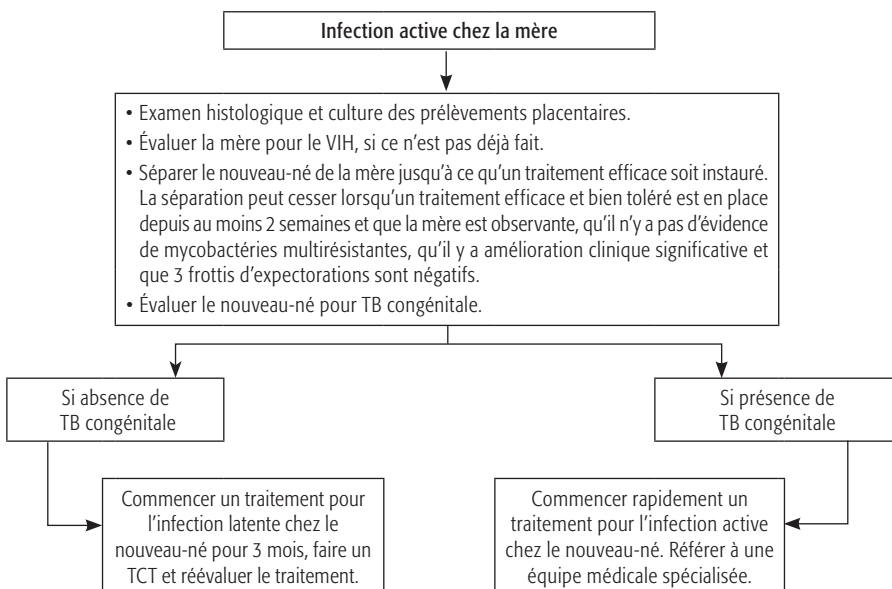 Infection active chez la mère
• Examen histologique et culture des prélèvements placentaires.
• Évaluer la mère pour le VIH, si ce n'est pas déjà fait.
• Séparer le nouveau-né de la mère jusqu'à ce qu'un traitement efficace soit instauré.
La séparation peut cesser lorsqu'un traitement efficace et bien toléré est en place
depuis au moins 2 semaines et que la mère est observante, qu'il n'y a pas d'évidence
de mycobactéries multirésistantes, qu'il y a amélioration clinique significative et
que 3 frottis d'expectorations sont négatifs.
• Évaluer le nouveau-né pour TB congénitale.
Si absence de
TB congénitale
Si présence de
TB congénitale
Commencer un traitement pour
l'infection latente chez le
nouveau-né pour 3 mois, faire un
TCT et réévaluer le traitement.
Commencer rapidement un
traitement pour l'infection active
chez le nouveau-né. Référer à une
équipe médicale spécialisée.